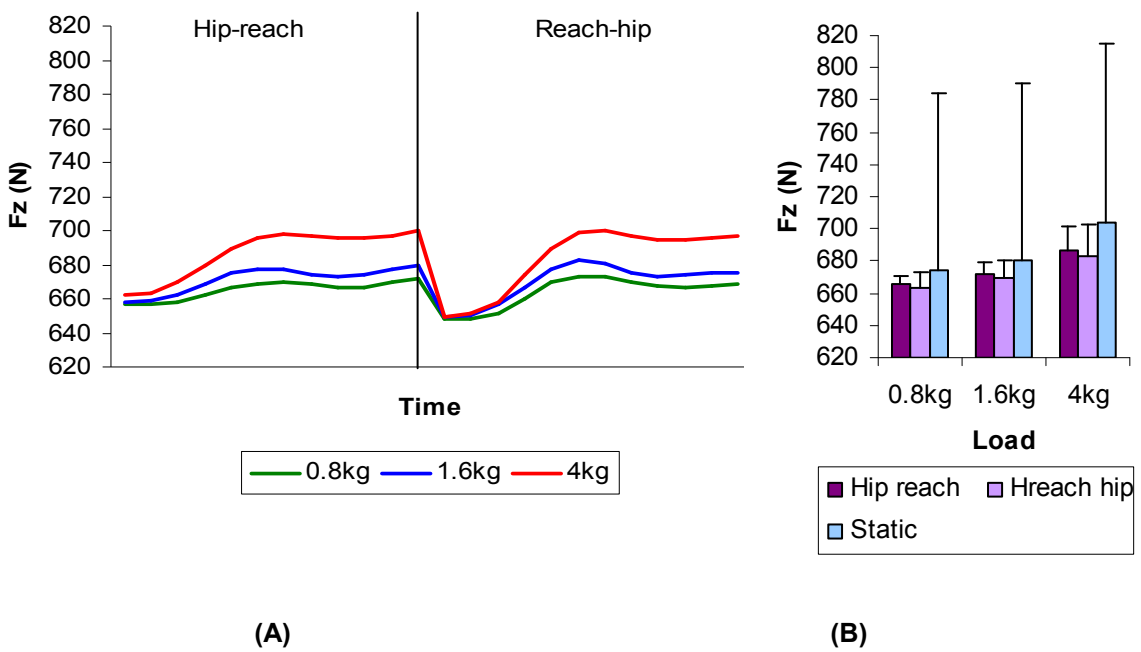 Hip-reach
Reach-hip
820
800
780
760
740
720
700
680
660
640
620
Fz (N)
Time
0.8kg 1.6kg 4kg
(A)
820
800
780
760
740
720
700
680
660
640
620
Fz (N)
0.8kg 1.6kg 4kg
Load
Hip reach Hreach hip
Static
(B)